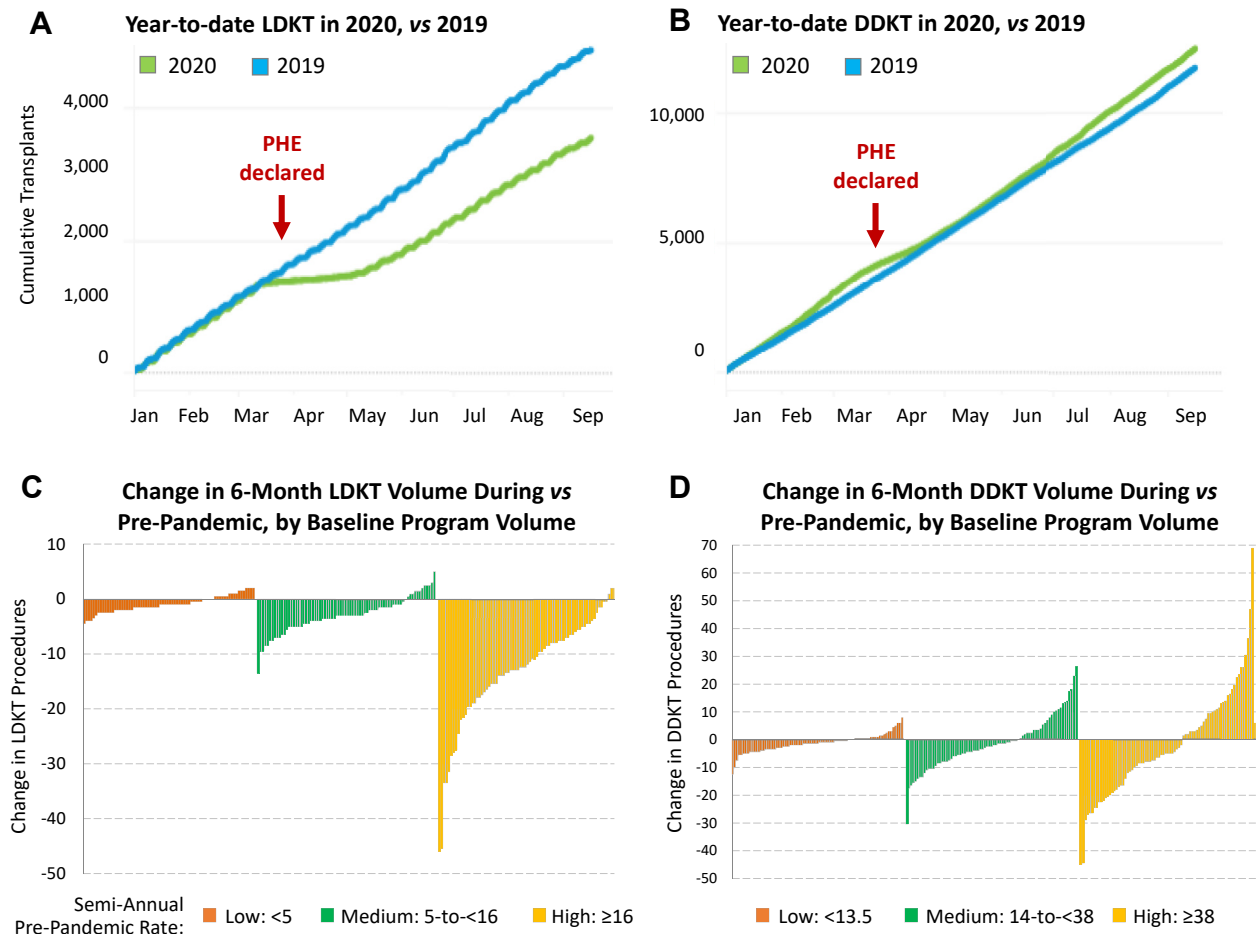 A
Year-to-date LDKT in 2020, vs 2019
2020
2019
Cumulative Transplants
4,000
3,000
2,000
1,000
0
PHE
declared
Jan Feb Mar Apr May Jun Jul Aug Sep
B
Year-to-date DDKT in 2020, vs 2019
2020
2019
10,000
5,000
0
PHE
declared
Jan Feb Mar Apr May Jun Jul Aug Sep
C
Change in 6-Month LDKT Volume During vs
Pre-Pandemic, by Baseline Program Volume
Change in LDKT Procedures
10
0
-10
-20
-30
-40
-50
D
Change in 6-Month DDKT Volume During vs
Pre-Pandemic, by Baseline Program Volume
Change in DDKT Procedures
70
60
50
40
30
20
10
0
-10
-20
-30
-40
-50
Semi-Annual
Pre-Pandemic Rate:
Low: <5 Medium: 5-to-<16 High: ≥16
Low: <13.5 Medium: 14-to-<38 High: ≥38